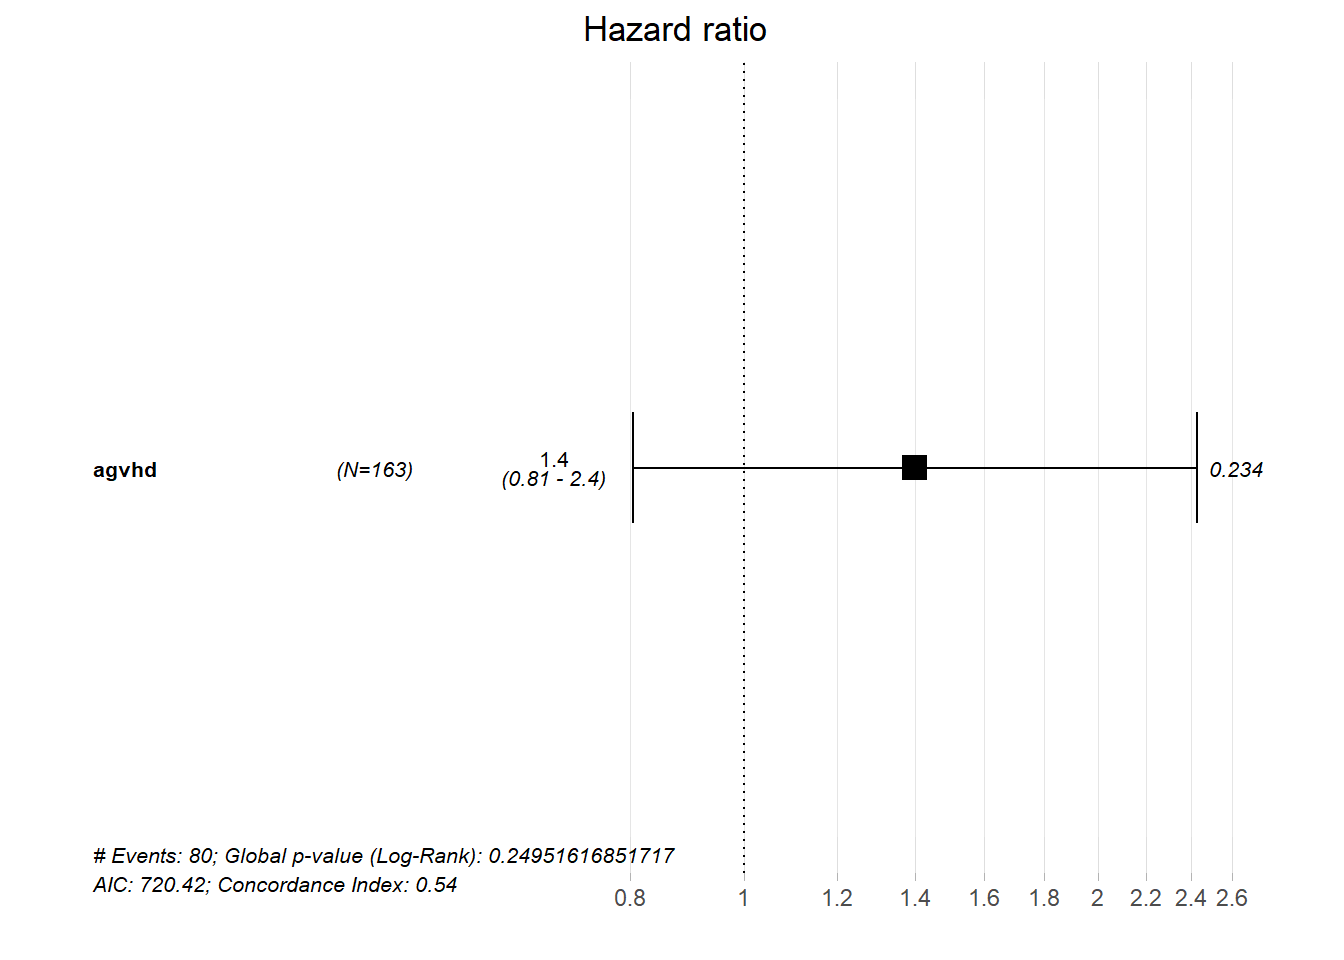 Hazard ratio
agvhd (N=163) 1.4 0.234
(0.81 - 2.4)
# Events: 80; Global p-value (Log-Rank): 0.24951616851717
AIC: 720.42; Concordance Index: 0.54
0.8 1 1.2 1.4 1.6 1.8 2 2.2 2.4 2.6